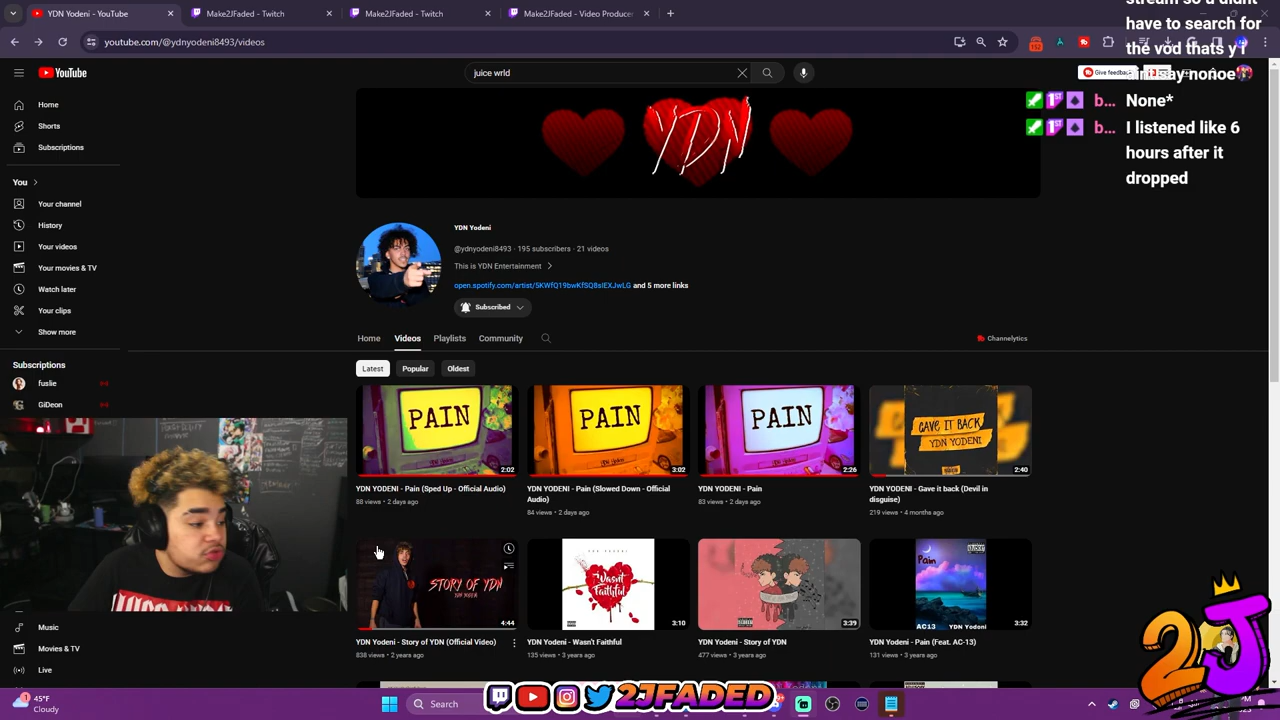 YDN Yodeni - YouTube
Make2JFaded - Twitch
Make2JFaded - Twitch
Make2JFaded - Video Produce
youtube.com/@ydnyodeni8493/videos
juice wrld
Give feedback
stream so u didnt
have to search for
the vod thats y i
None*
I listened like 6
hours after it
dropped
b...
b...
Home
Shorts
Subscriptions
You
Your channel
History
Your videos
Your movies & TV
Watch later
Your clips
Show more
Subscriptions
fuslie
GiDeon
Music
Movies & TV
Live
YDN
YDN Yodeni
@ydnyodeni8493 · 195 subscribers · 21 videos
This is YDN Entertainment
and 5 more links
Subscribed
Home
Videos
Playlists
Community
Channelytics
Latest
Popular
Oldest
PAIN
2:02
PAIN
3:02
PAIN
2:26
GAVE IT BACK
YDN YODENI
2:40
YDN YODENI - Pain (Sped Up - Official Audio)
88 views • 2 days ago
YDN YODENI - Pain (Slowed Down - Official
Audio)
84 views • 2 days ago
YDN YODENI - Pain
83 views • 2 days ago
YDN YODENI - Gave it back (Devil in
disguise)
219 views • 4 months ago
STORY OF YDN
4:44
Wasn't
Faithful
3:10
3:39
Pain
AC13
YDN Yodeni
3:32
YDN Yodeni - Story of YDN (Official Video)
838 views • 2 years ago
YDN Yodeni - Wasn't Faithful
135 views • 3 years ago
YDN Yodeni - Story of YDN
477 views • 3 years ago
YDN Yodeni - Pain (Feat. AC-13)
131 views • 3 years ago
2J
45°F
Cloudy
Search
2JFADED